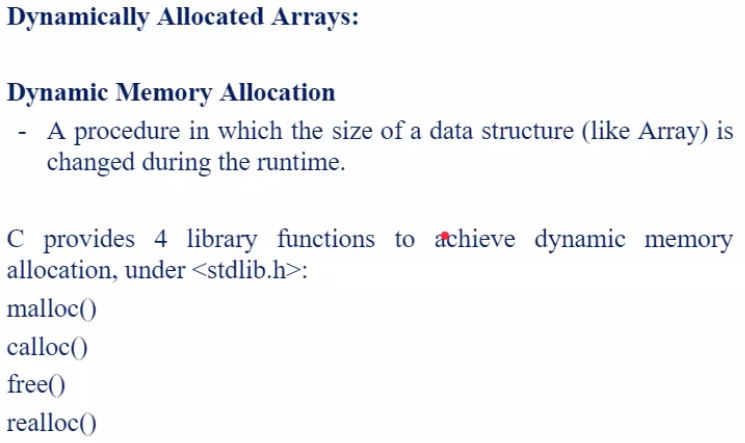 Dynamically Allocated Arrays:
Dynamic Memory Allocation
- A procedure in which the size of a data structure (like Array) is
changed during the runtime.
C provides 4 library functions to achieve dynamic memory
allocation, under <stdlib.h>:
malloc()
calloc()
free()
realloc()